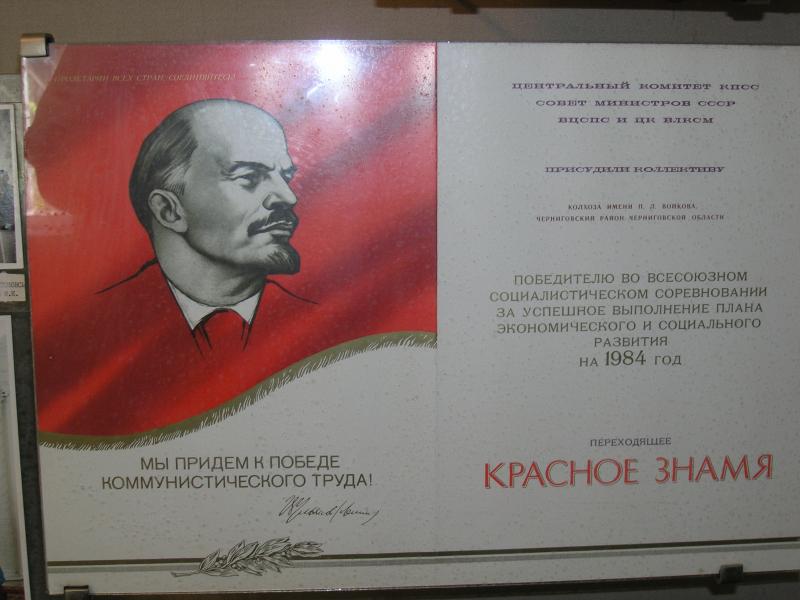 ПРОЛЕТАРИИ ВСЕХ СТРАН, СОЕДИНЯЙТЕСЬ!
МЫ ПРИДЕМ К ПОБЕДЕ
КОММУНИСТИЧЕСКОГО ТРУДА!
ЦЕНТРАЛЬНЫЙ КОМИТЕТ КПСС
СОВЕТ МИНИСТРОВ СССР
ВЦСПС И ЦК ВЛКСМ
ПРИСУДИЛИ КОЛЛЕКТИВУ
КОЛХОЗА ИМЕНИ П. Л. ВОЙКОВА,
ЧЕРНИГОВСКИЙ РАЙОН ЧЕРНИГОВСКОЙ ОБЛАСТИ
ПОБЕДИТЕЛЮ ВО ВСЕСОЮЗНОМ
СОЦИАЛИСТИЧЕСКОМ СОРЕВНОВАНИИ
ЗА УСПЕШНОЕ ВЫПОЛНЕНИЕ ПЛАНА
ЭКОНОМИЧЕСКОГО И СОЦИАЛЬНОГО
РАЗВИТИЯ
НА 1984 ГОД
ПЕРЕХОДЯЩЕЕ
КРАСНОЕ ЗНАМЯ